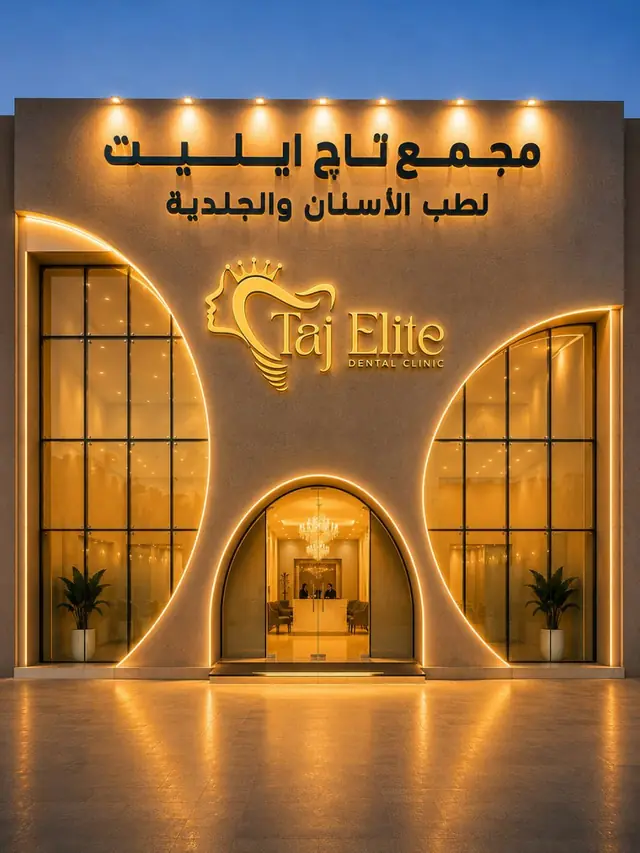 مجمع تاج ايليت
لطب الأسنان والجلدية
Taj Elite
DENTAL CLINIC